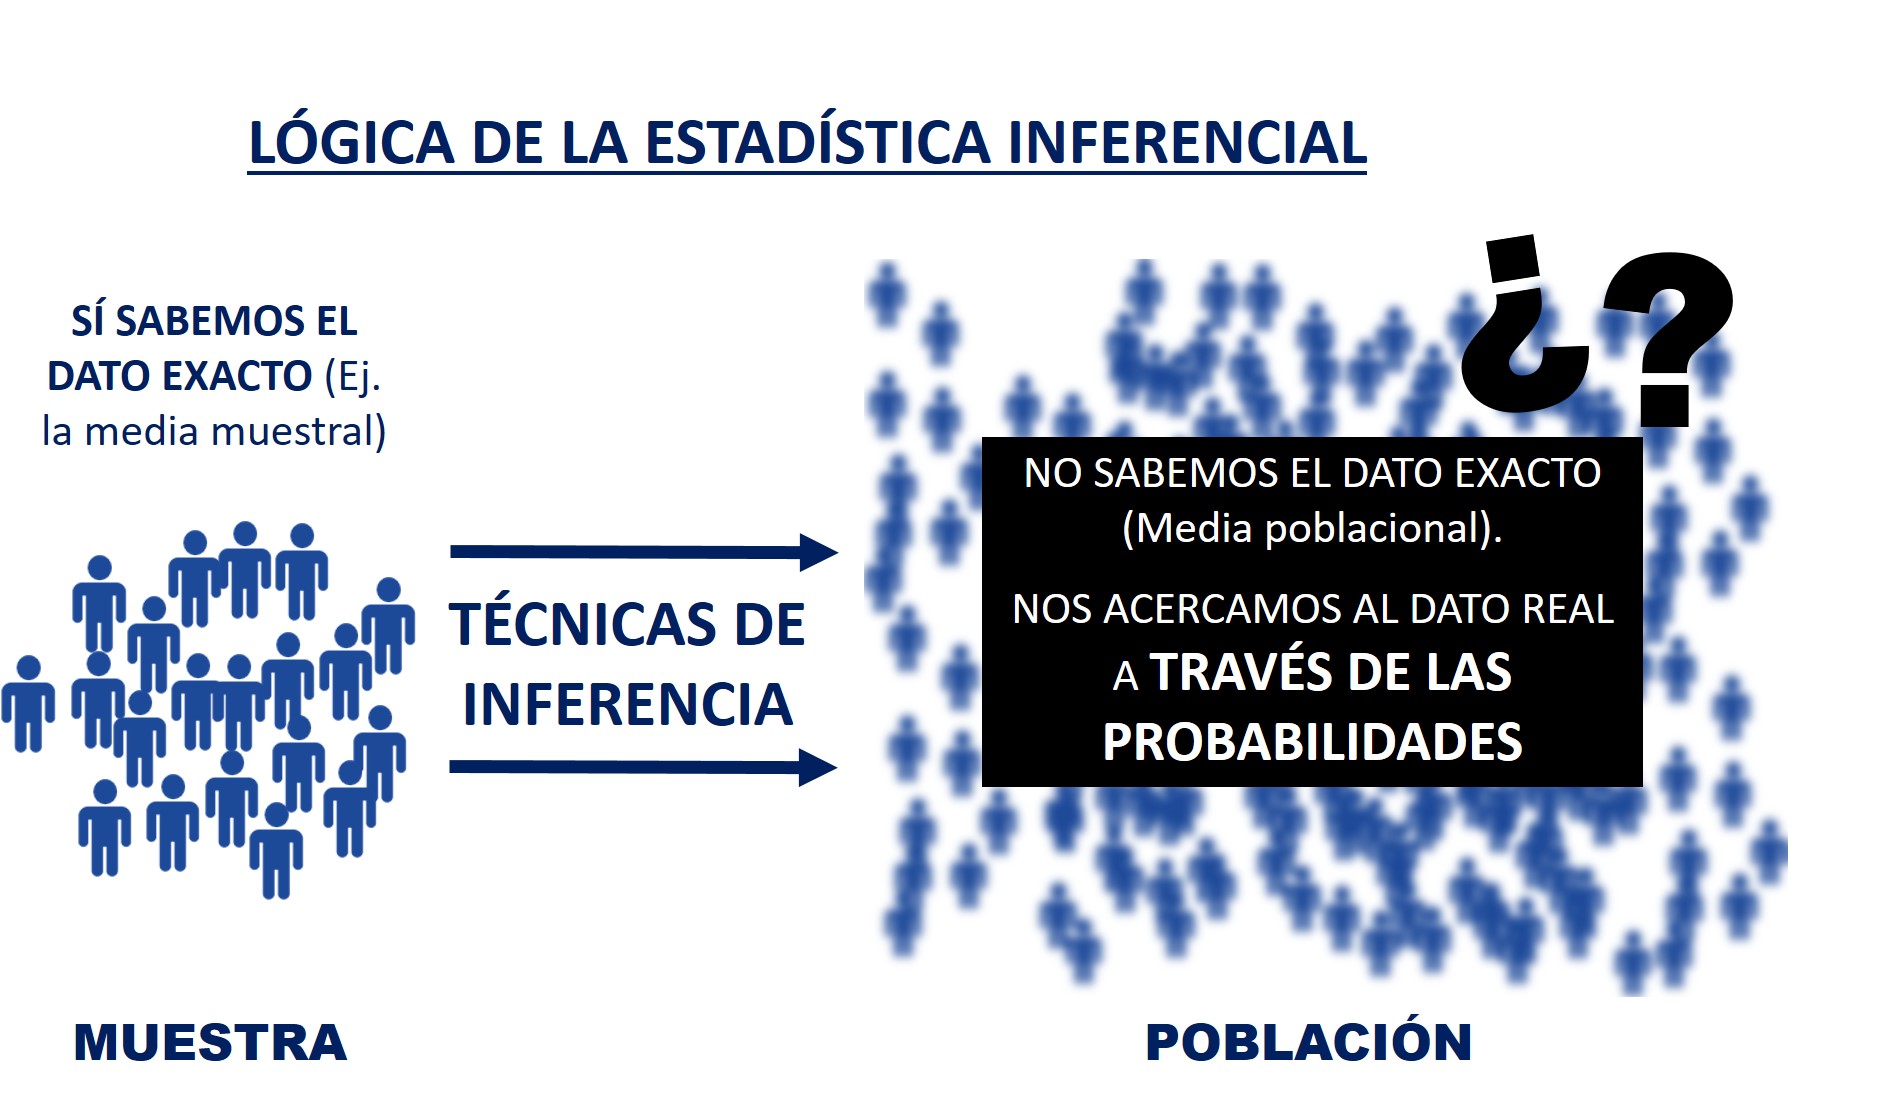 LÓGICA DE LA ESTADÍSTICA INFERENCIAL
SÍ SABEMOS EL
DATO EXACTO (Ej.
la media muestral)
TÉCNICAS DE
INFERENCIA
¿?
NO SABEMOS EL DATO EXACTO
(Media poblacional).
NOS ACERCAMOS AL DATO REAL
A TRAVÉS DE LAS
PROBABILIDADES
MUESTRA
POBLACIÓN